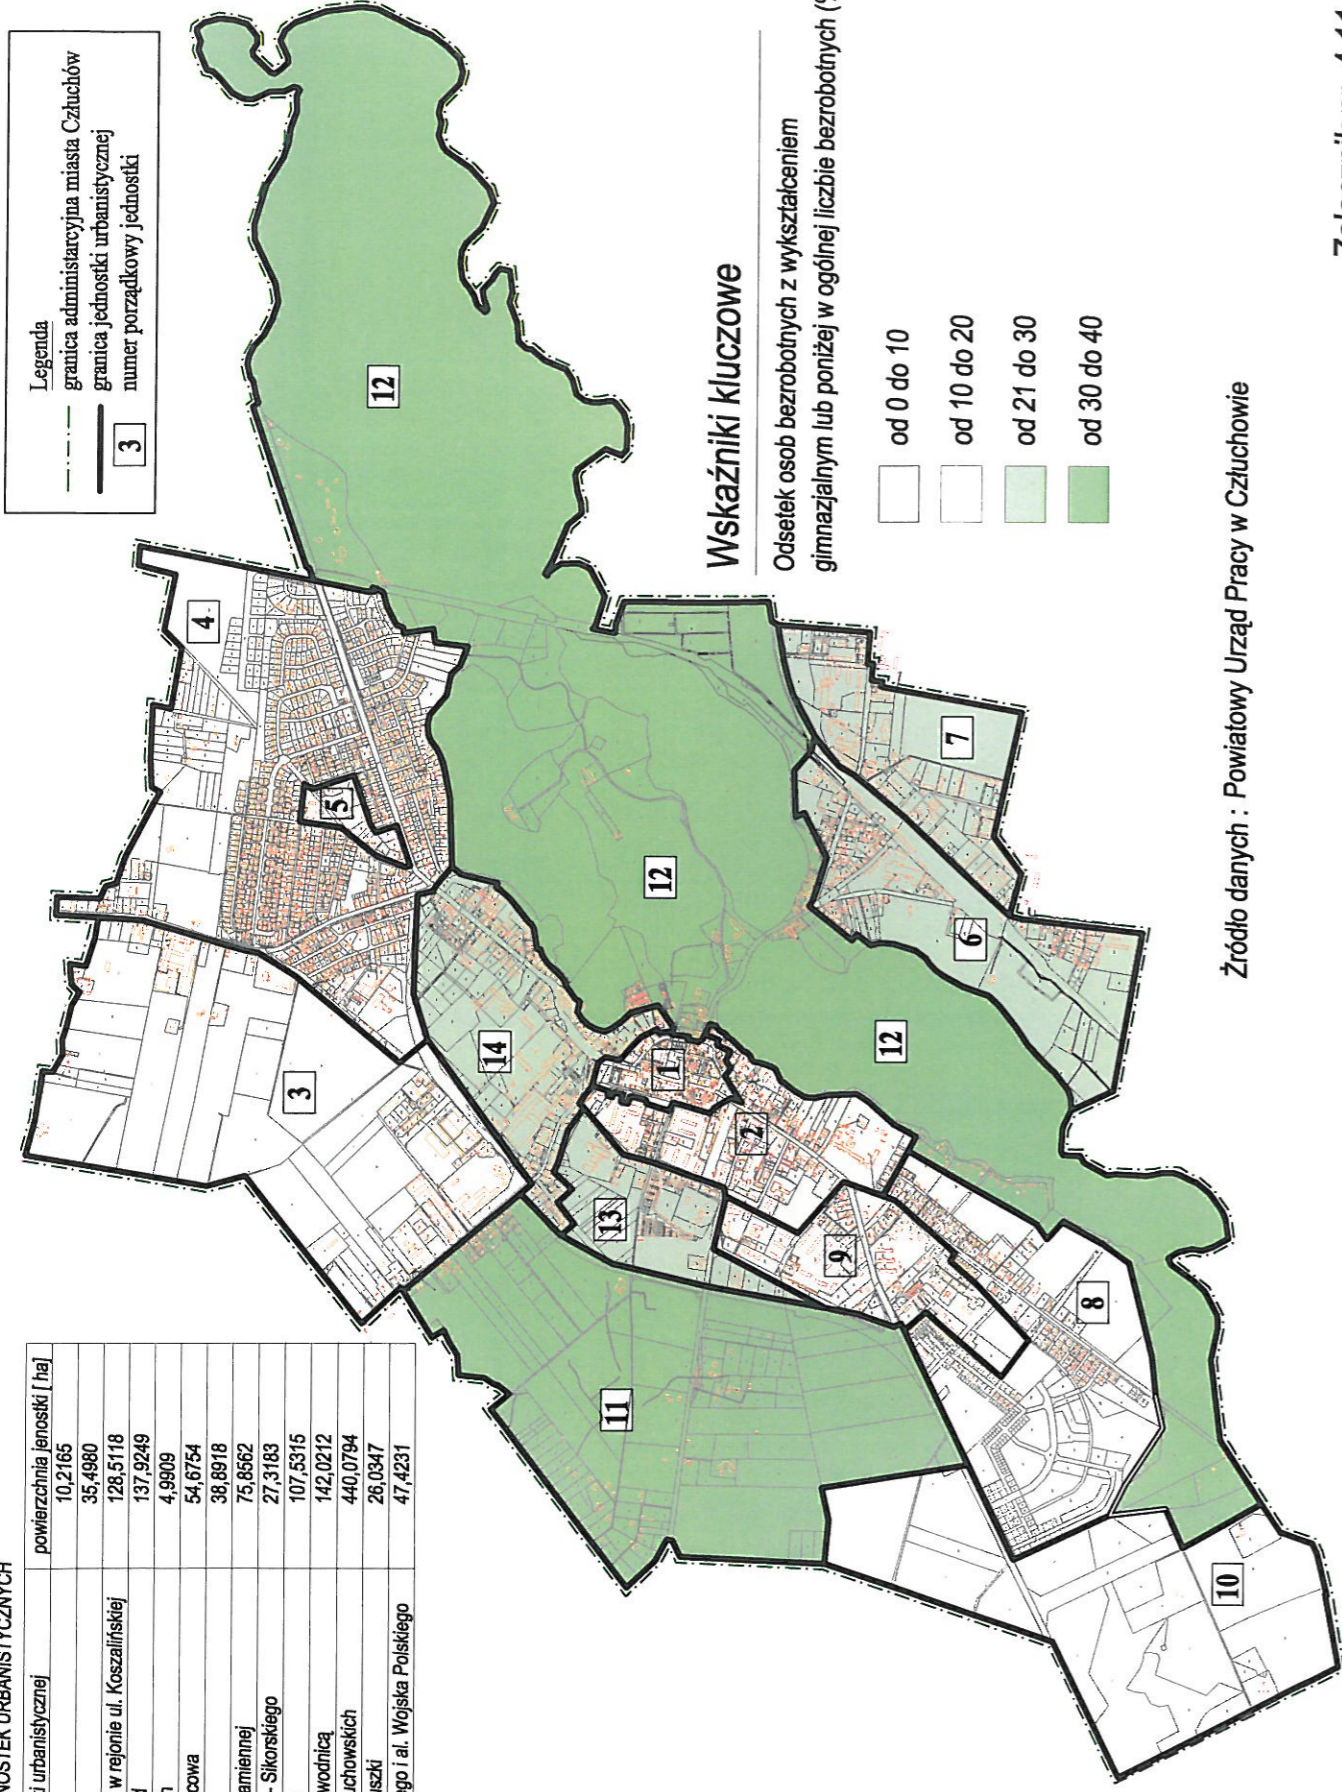 NOSTEK URBANISTYCZNYCH
i urbanistycznej powierzchnia jenostki [ ha]
10,2165
35,4980
w rejonie ul. Koszalińskiej 128,5118
137,9249
4,9909
cowa 54,6754
38,8918
amiennej 75,8562
- Sikorskiego 27,3183
107,5315
wodnicą 142,0212
uchowskich 440,0794
uszki 26,0347
go i al. Wojska Polskiego 47,4231
Legenda
granica administarcyjna miasta Człuchów
granica jednostki urbanistycznej
3 numer porządkowy jednostki
3
4
5
12
14
1
12
13
2
11
9
12
7
6
8
10
Wskaźniki kluczowe
Odsetek osob bezrobotnych z wykształceniem
gimnazjalnym lub poniżej w ogólnej liczbie bezrobotnych
od 0 do 10
od 10 do 20
od 21 do 30
od 30 do 40
Źródło danych : Powiatowy Urząd Pracy w Człuchowie